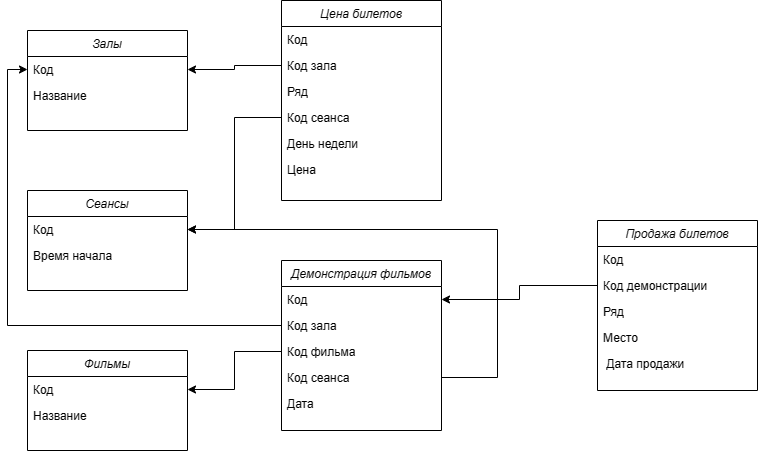 Залы
Код
Название
Цена билетов
Код
Код зала
Ряд
Код сеанса
День недели
Цена
Сеансы
Код
Время начала
Фильмы
Код
Название
Демонстрация фильмов
Код
Код зала
Код фильма
Код сеанса
Дата
Продажа билетов
Код
Код демонстрации
Ряд
Место
Дата продажи